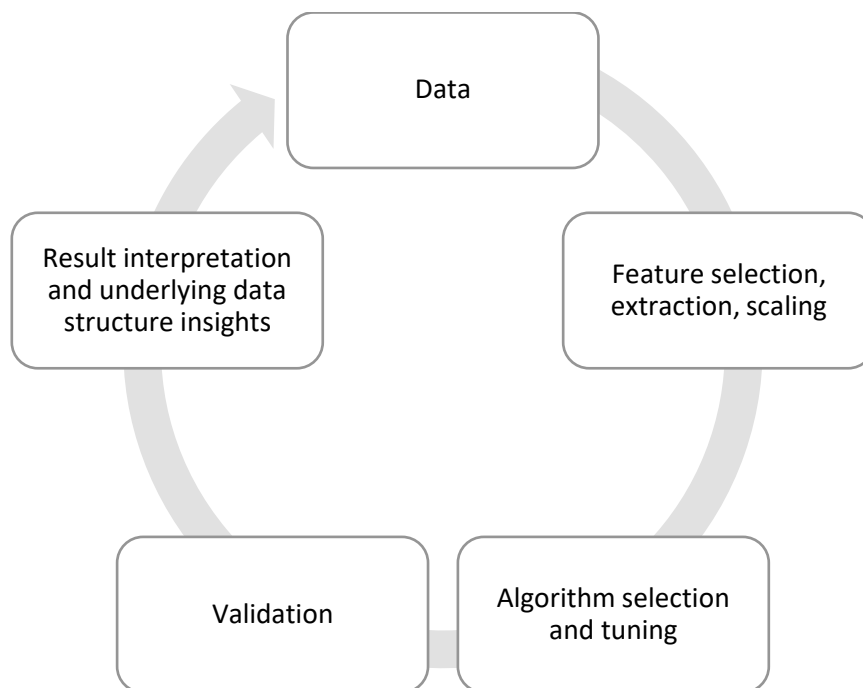 Data
Feature selection,
extraction, scaling
Algorithm selection
and tuning
Validation
Result interpretation
and underlying data
structure insights